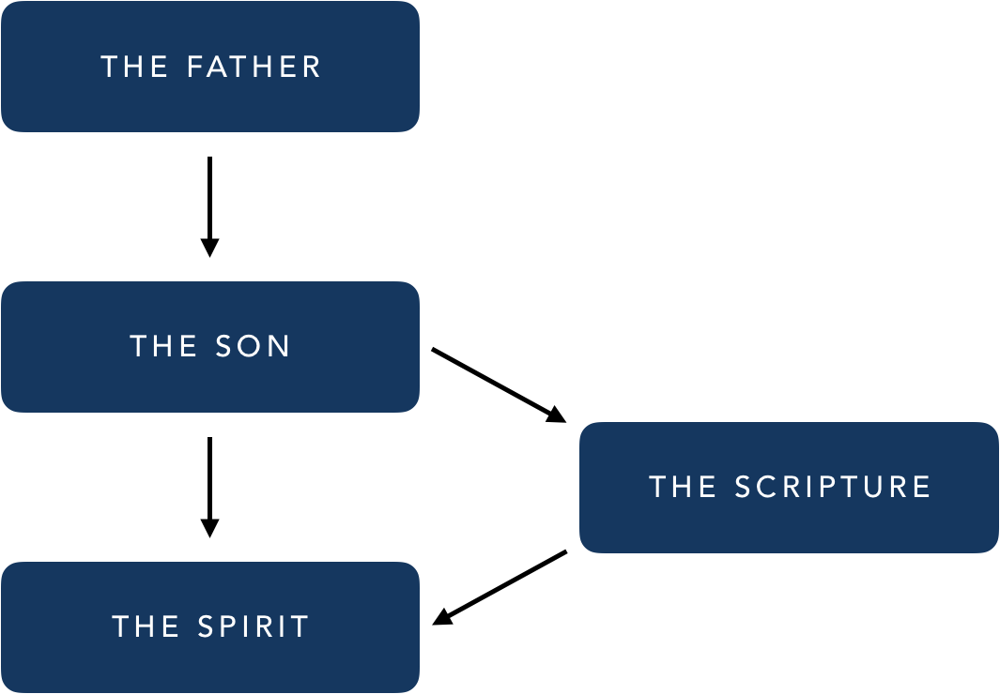 THE FATHER
THE SON
THE SCRIPTURE
THE SPIRIT